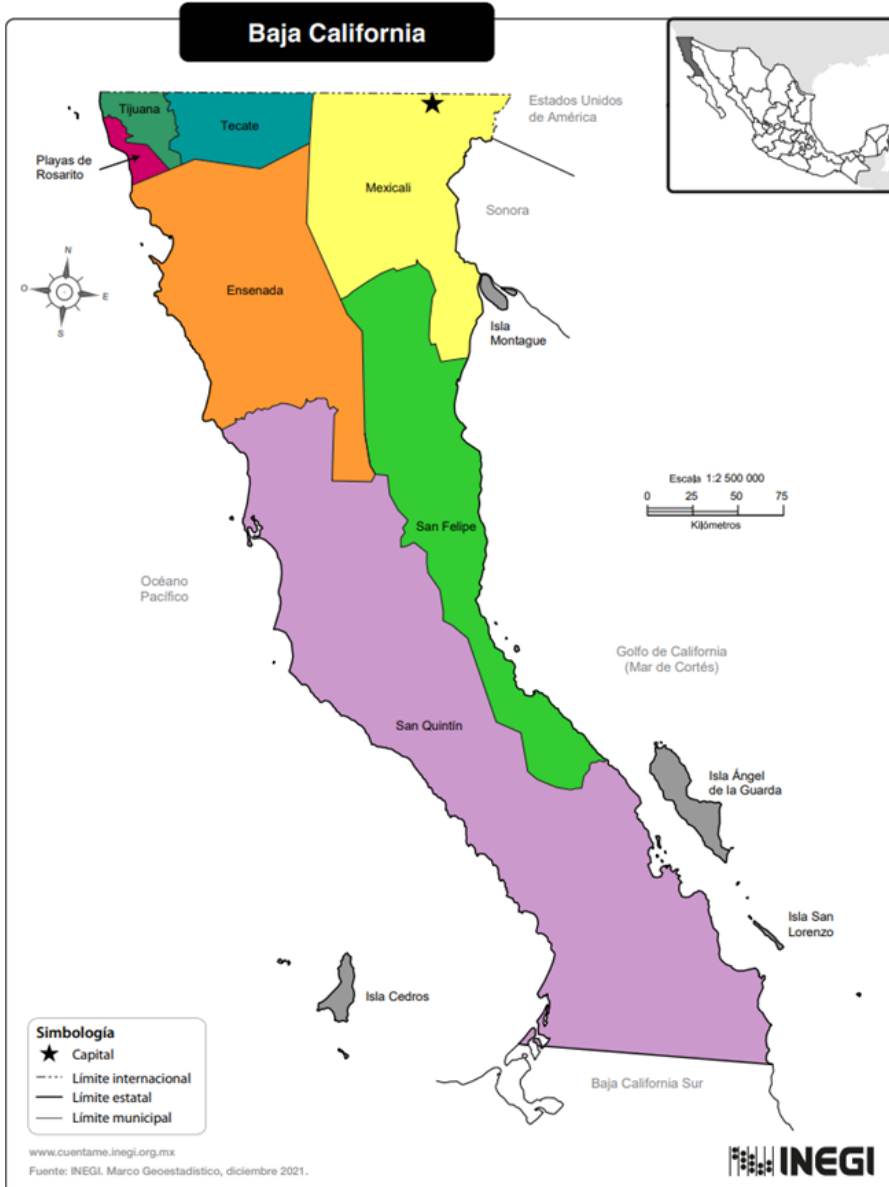 Baja California
Tijuana
Tecate
Estados Unidos
de América
Playas de
Rosarito
Mexicali
Sonora
N
O
E
S
Ensenada
Isla
Montague
Escala 1:2 500 000
0 25 50 75
Kilómetros
San Felipe
Océano
Pacífico
Golfo de California
(Mar de Cortés)
San Quintín
Isla Ángel
de la Guarda
Isla San
Lorenzo
Isla Cedros
Simbología
Capital
Límite internacional
Límite estatal
Límite municipal
Baja California Sur
www.cuentame.inegi.org.mx
Fuente: INEGI. Marco Geoestadístico, diciembre 2021.
INEGI